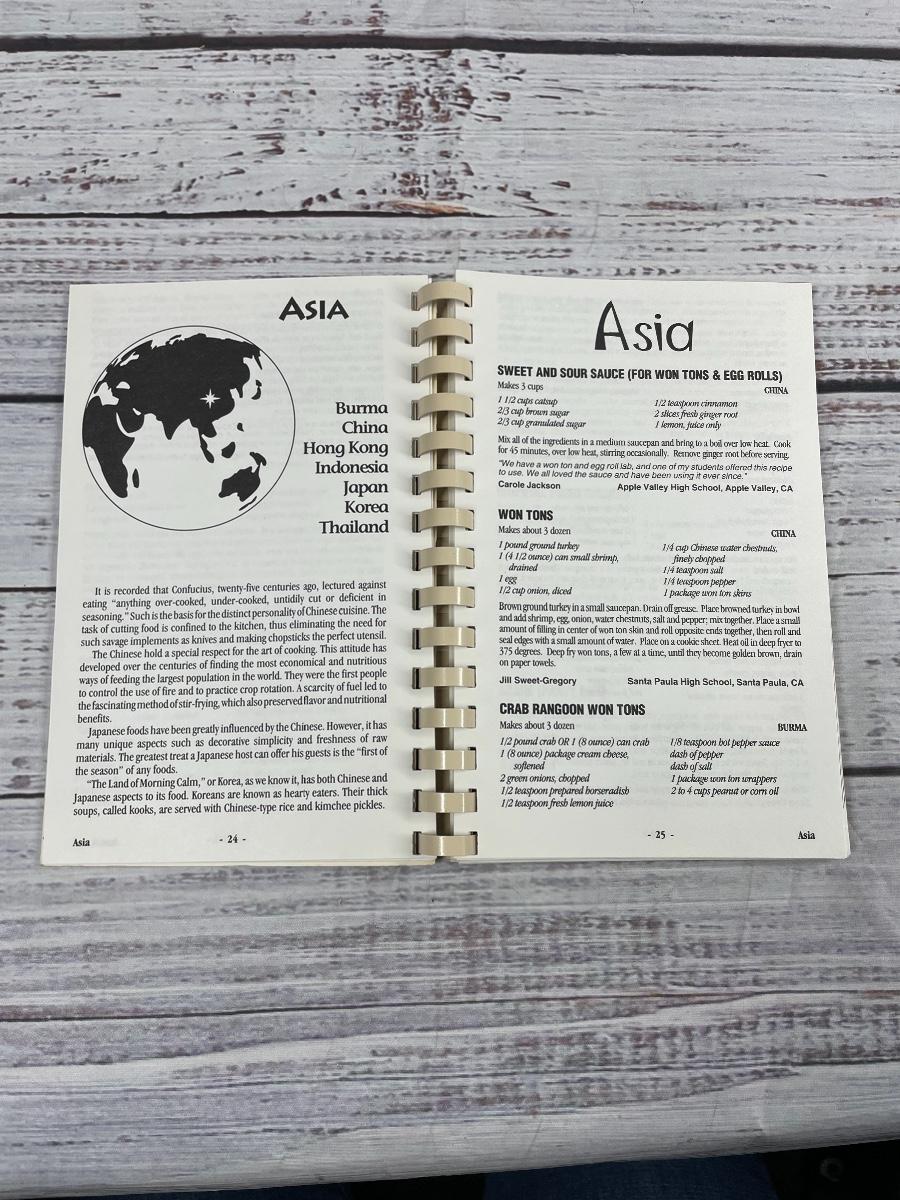 ASIA
Burma
China
Hong Kong
Indonesia
Japan
Korea
Thailand
It is recorded that Confucius, twenty-five centuries ago, lectured against
eating "anything over-cooked, under-cooked, untidily cut or deficient in
seasoning." Such is the basis for the distinct personality of Chinese cuisine. The
task of cutting food is confined to the kitchen, thus eliminating the need for
such savage implements as knives and making chopsticks the perfect utensil.
The Chinese hold a special respect for the art of cooking. This attitude has
developed over the centuries of finding the most economical and nutritious
ways of feeding the largest population in the world. They were the first people
to control the use of fire and to practice crop rotation. A scarcity of fuel led to
the fascinating method of stir-frying, which also preserved flavor and nutritional
benefits.
Japanese foods have been greatly influenced by the Chinese. However, it has
many unique aspects such as decorative simplicity and freshness of raw
materials. The greatest treat a Japanese host can offer his guests is the "first of
the season" of any foods.
"The Land of Morning Calm," or Korea, as we know it, has both Chinese and
Japanese aspects to its food. Koreans are known as hearty eaters. Their thick
soups, called kooks, are served with Chinese-type rice and kimchee pickles.
Asia - 24 -
Asia
SWEET AND SOUR SAUCE (FOR WON TONS & EGG ROLLS)
Makes 3 cups CHINA
1 1/2 cups catsup
2/3 cup brown sugar
2/3 cup granulated sugar
1/2 teaspoon cinnamon
2 slices fresh ginger root
1 lemon, juice only
Mix all of the ingredients in a medium saucepan and bring to a boil over low heat. Cook
for 45 minutes, over low heat, stirring occasionally. Remove ginger root before serving.
"We have a won ton and egg roll lab, and one of my students offered this recipe
to use. We all loved the sauce and have been using it ever since."
Carole Jackson Apple Valley High School, Apple Valley, CA
WON TONS
Makes about 3 dozen CHINA
1 pound ground turkey
1 (4 1/2 ounce) can small shrimp,
drained
1 egg
1/2 cup onion, diced
1/4 cup Chinese water chestnuts,
finely chopped
1/4 teaspoon salt
1/4 teaspoon pepper
1 package won ton skins
Brown ground turkey in a small saucepan. Drain off grease. Place browned turkey in bowl
and add shrimp, egg, onion, water chestnuts, salt and pepper; mix together. Place a small
amount of filling in center of won ton skin and roll opposite ends together, then roll and
seal edges with a small amount of water. Place on a cookie sheet. Heat oil in deep fryer to
375 degrees. Deep fry won tons, a few at a time, until they become golden brown, drain
on paper towels.
Jill Sweet-Gregory Santa Paula High School, Santa Paula, CA
CRAB RANGOON WON TONS
Makes about 3 dozen BURMA
1/2 pound crab OR 1 (8 ounce) can crab
1 (8 ounce) package cream cheese,
softened
2 green onions, chopped
1/2 teaspoon prepared horseradish
1/2 teaspoon fresh lemon juice
1/8 teaspoon hot pepper sauce
dash of pepper
dash of salt
1 package won ton wrappers
2 to 4 cups peanut or corn oil
- 25 - Asia